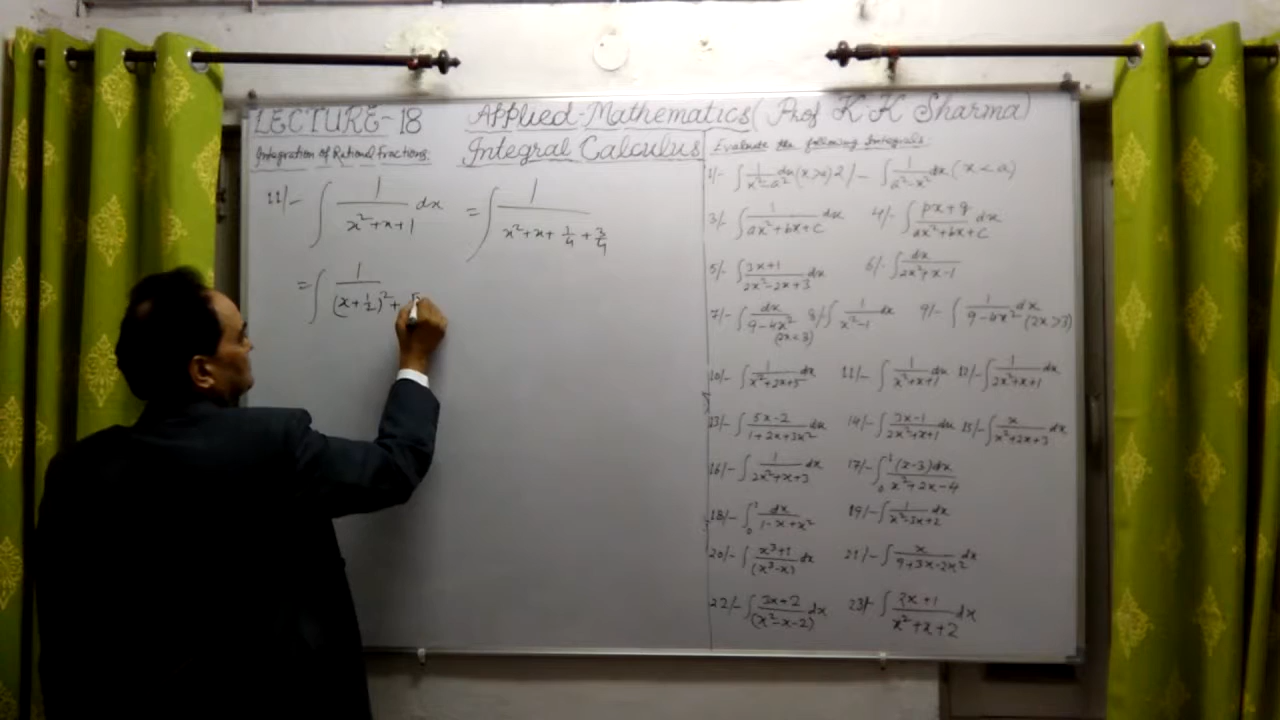 LECTURE-18 Applied-Mathematics (Prof K K Sharma)
Integration of Rational Fractions: Integral Calculus
11/- ∫ 1/(x²+x+1) dx = ∫ 1/(x²+x+1/4+3/4)
= ∫ 1/((x+1/2)²+
Evaluate the following Integrals:
1/- ∫ 1/(x²-a²) dx (x>a) 2/- ∫ 1/(a²-x²) dx (x<a)
3/- ∫ 1/(ax²+bx+c) dx 4/- ∫ (px+q)/(ax²+bx+c) dx
5/- ∫ (3x+1)/(2x²-2x+3) dx 6/- ∫ dx/(2x²+x-1)
7/- ∫ dx/(9-4x²) (2x<3) 8/- ∫ 1/(x²-1) dx 9/- ∫ 1/(9-4x²) dx (2x>3)
10/- ∫ 1/(x²+2x+5) dx 11/- ∫ 1/(x²+x+1) dx 12/- ∫ 1/(2x²+x+1) dx
13/- ∫ (5x-2)/(1+2x+3x²) dx 14/- ∫ (3x-1)/(2x²+x+1) dx 15/- ∫ x/(x²+2x+3) dx
16/- ∫ 1/(2x²+x+3) dx 17/- ∫₀¹ (x-3)dx/(x²+2x-4)
18/- ∫₀¹ dx/(1-x+x²) 19/- ∫ 1/(x²-3x+2) dx
20/- ∫ (x³+1)/(x³-x) dx 21/- ∫ x/(9+3x-2x²) dx
22/- ∫ (3x+2)/(x²-x-2) dx 23/- ∫ (2x+1)/(x²+x+2) dx